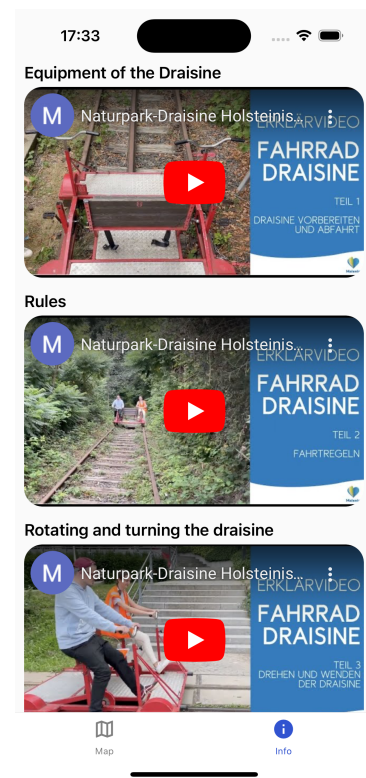 17:33
Equipment of the Draisine
M
Naturpark-Draisine Holsteinis...
ERKLÄRVIDEO
FAHRRAD
DRAISINE
TEIL 1
DRAISINE VORBEREITEN
UND ABFAHRT
Rules
M
Naturpark-Draisine Holsteinis...
ERKLÄRVIDEO
FAHRRAD
DRAISINE
TEIL 2
FAHRTREGELN
Rotating and turning the draisine
M
Naturpark-Draisine Holsteinis...
ERKLÄRVIDEO
FAHRRAD
DRAISINE
TEIL 3
DREHEN UND WENDEN
DER DRAISINE
Map
Info